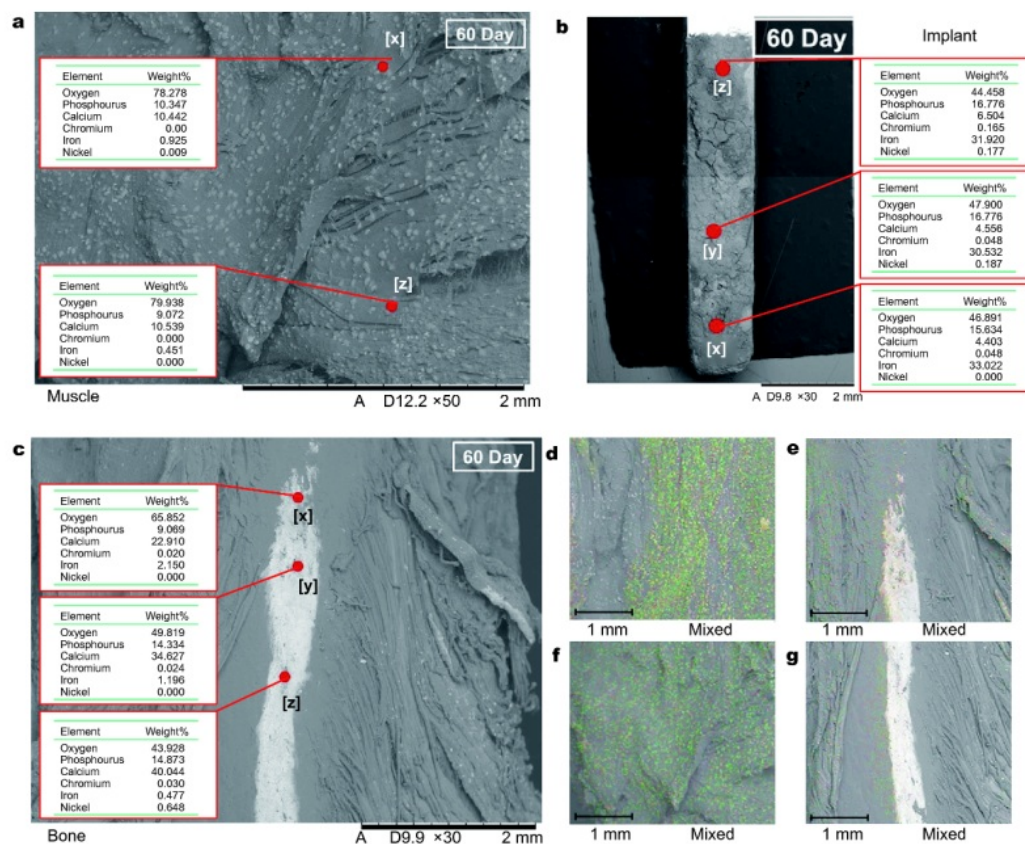 a
60 Day
[x]
Element Weight%
Oxygen 78.278
Phosphourus 10.347
Calcium 10.442
Chromium 0.00
Iron 0.925
Nickel 0.009
[z]
Element Weight%
Oxygen 79.938
Phosphourus 9.072
Calcium 10.539
Chromium 0.000
Iron 0.451
Nickel 0.000
Muscle
A D12.2 ×50 2 mm
b
60 Day
Implant
[z]
Element Weight%
Oxygen 44.458
Phosphourus 16.776
Calcium 6.504
Chromium 0.165
Iron 31.920
Nickel 0.177
[y]
Element Weight%
Oxygen 47.900
Phosphourus 16.776
Calcium 4.556
Chromium 0.048
Iron 30.532
Nickel 0.187
[x]
Element Weight%
Oxygen 46.891
Phosphourus 15.634
Calcium 4.403
Chromium 0.048
Iron 33.022
Nickel 0.000
A D9.8 ×30 2 mm
c
60 Day
[x]
Element Weight%
Oxygen 65.852
Phosphourus 9.069
Calcium 22.910
Chromium 0.020
Iron 2.150
Nickel 0.000
[y]
Element Weight%
Oxygen 49.819
Phosphourus 14.334
Calcium 34.627
Chromium 0.024
Iron 1.196
Nickel 0.000
[z]
Element Weight%
Oxygen 43.928
Phosphourus 14.873
Calcium 40.044
Chromium 0.030
Iron 0.477
Nickel 0.648
Bone
A D9.9 ×30 2 mm
d
1 mm Mixed
e
1 mm Mixed
f
1 mm Mixed
g
1 mm Mixed